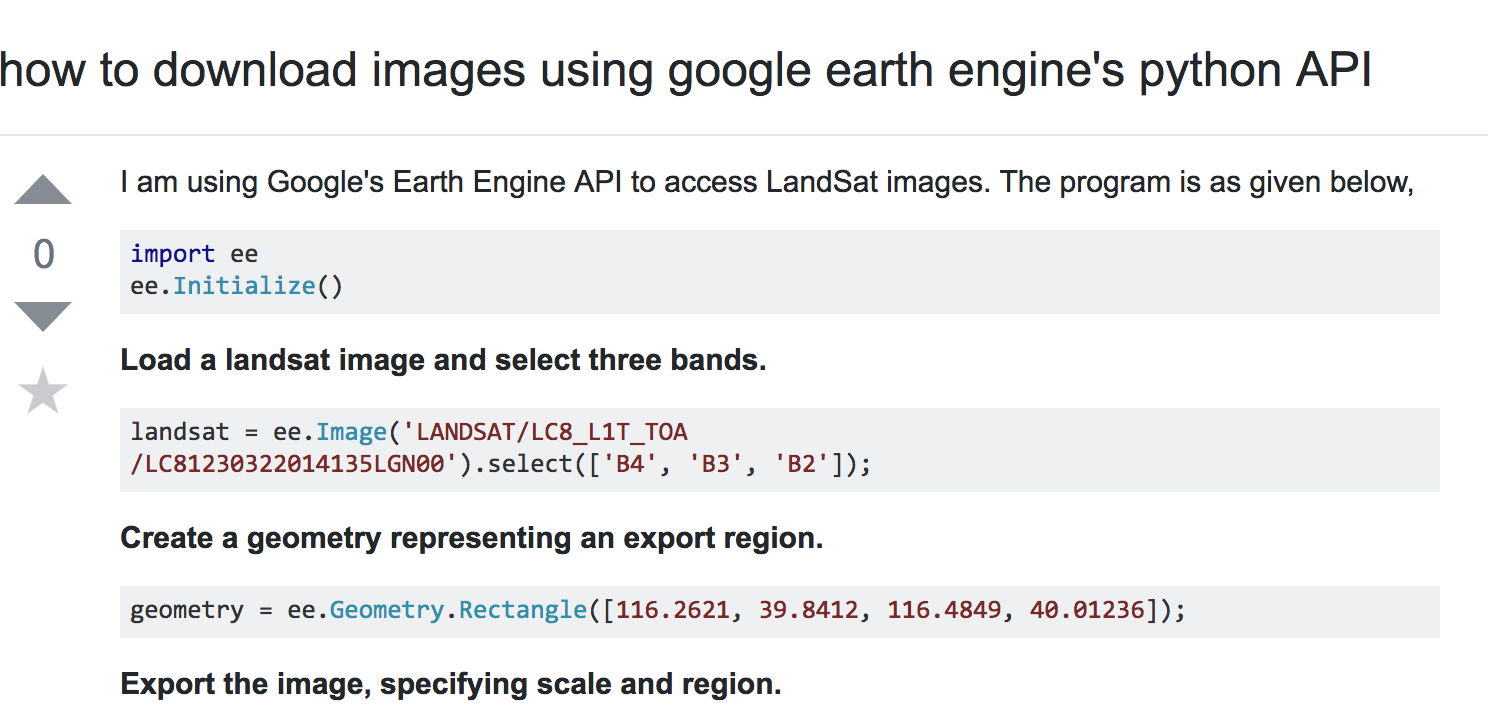 how to download images using google earth engine's python API
I am using Google's Earth Engine API to access LandSat images. The program is as given below,
0
import ee
ee.Initialize()
Load a landsat image and select three bands.
landsat = ee.Image('LANDSAT/LC8_L1T_TOA
/LC81230322014135LGN00').select(['B4', 'B3', 'B2']);
Create a geometry representing an export region.
geometry = ee.Geometry.Rectangle([116.2621, 39.8412, 116.4849, 40.01236]);
Export the image, specifying scale and region.